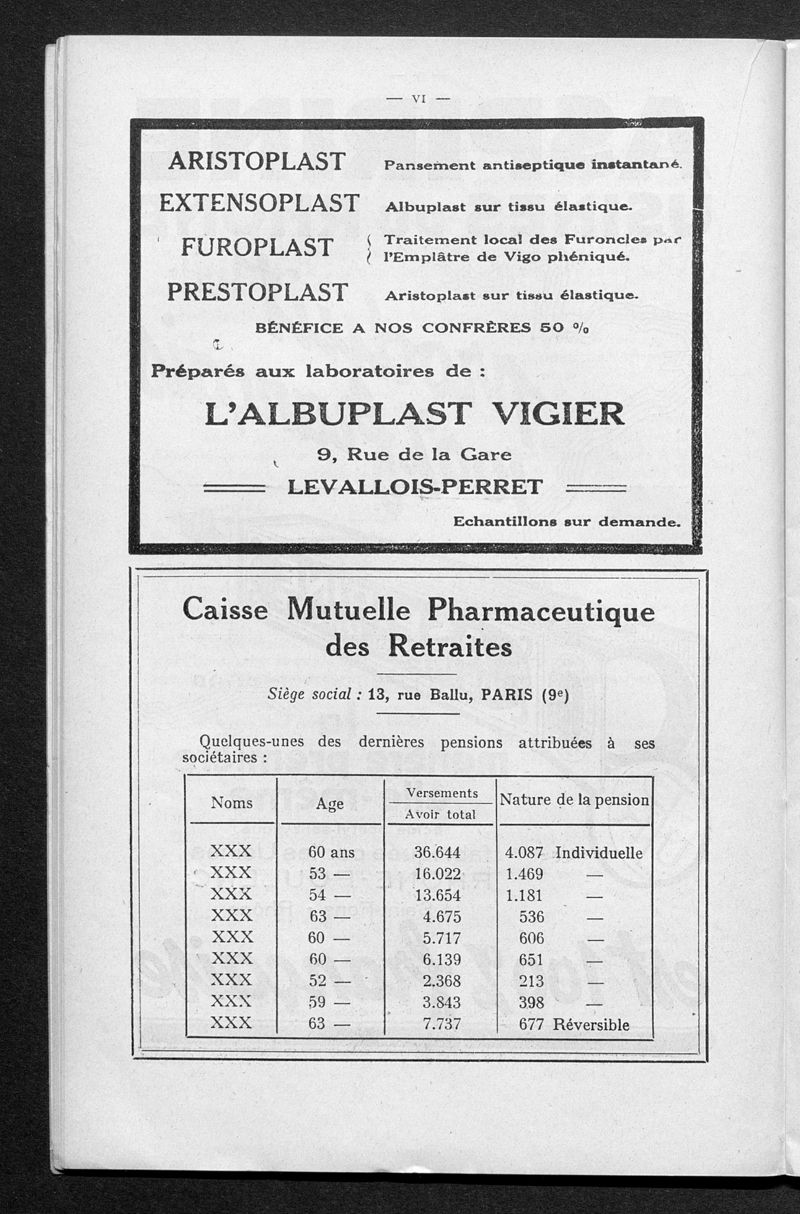 — VI —
ARISTOPLAST Pansement antiseptique instantané.
EXTENSOPLAST Albuplast sur tissu élastique.
FUROPLAST { Traitement local des Furoncles par
l'Emplâtre de Vigo phéniqué.
PRESTOPLAST Aristoplast sur tissu élastique.
BÉNÉFICE A NOS CONFRÈRES 50 %
Préparés aux laboratoires de :
L'ALBUPLAST VIGIER
9, Rue de la Gare
LEVALLOIS-PERRET
Echantillons sur demande.
Caisse Mutuelle Pharmaceutique
des Retraites
Siège social : 13, rue Ballu, PARIS (9e)
Quelques-unes des dernières pensions attribuées à ses
sociétaires :
Noms Age Versements Nature de la pension
Avoir total
XXX 60 ans 36.644 4.087 Individuelle
XXX 53 — 16.022 1.469 —
XXX 54 — 13.654 1.181 —
XXX 63 — 4.675 536 —
XXX 60 — 5.717 606 —
XXX 60 — 6.139 651 —
XXX 52 — 2.368 213 —
XXX 59 — 3.843 398 —
XXX 63 — 7.737 677 Réversible